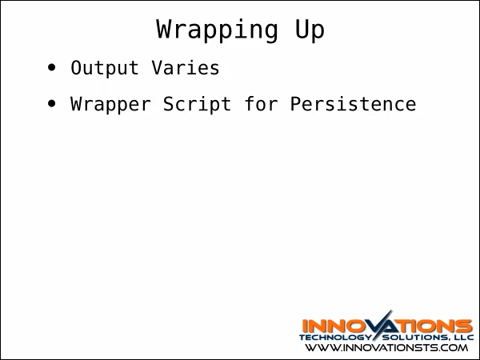 Wrapping Up
• Output Varies
• Wrapper Script for Persistence
INNOVATIONS
TECHNOLOGY SOLUTIONS, LLC
WWW.INNOVATIONSTS.COM